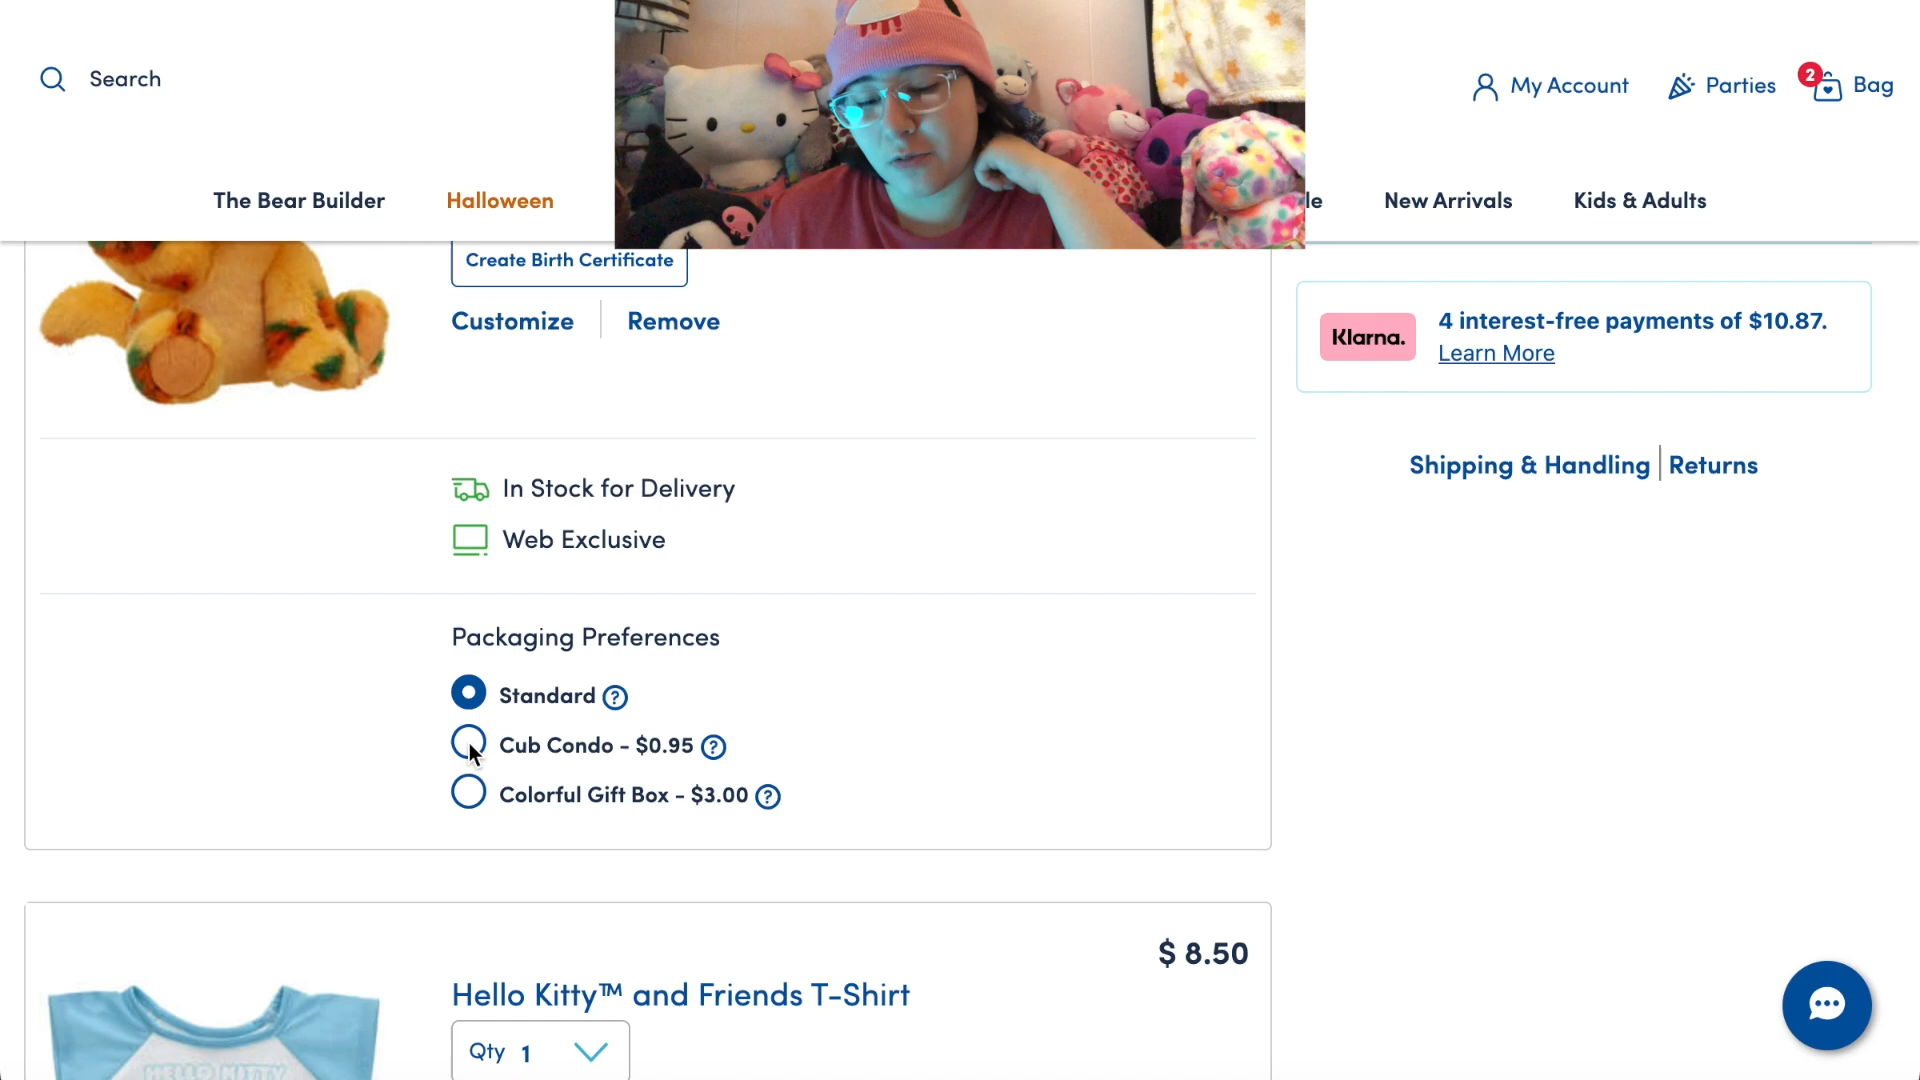 Search
My Account
Parties
2
Bag
The Bear Builder
Halloween
New Arrivals
Kids & Adults
Create Birth Certificate
Customize
Remove
Klarna.
4 interest-free payments of $10.87.
Learn More
Shipping & Handling
Returns
In Stock for Delivery
Web Exclusive
Packaging Preferences
Standard ?
Cub Condo - $0.95 ?
Colorful Gift Box - $3.00 ?
$ 8.50
Hello Kitty™ and Friends T-Shirt
Qty 1
HELLO KITTY